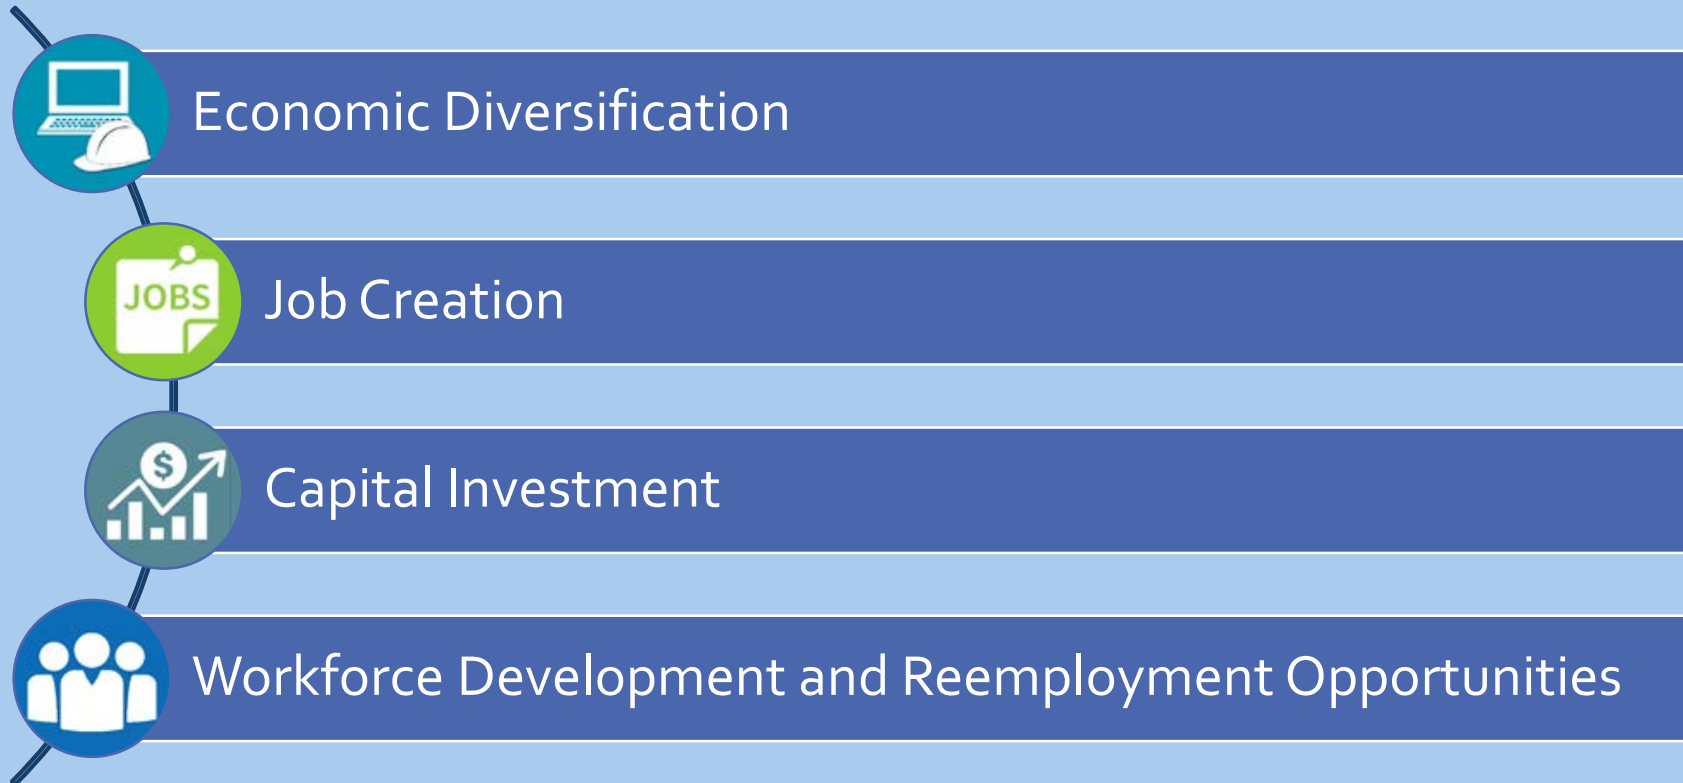 Economic Diversification
JOBS
Job Creation
$
Capital Investment
Workforce Development and Reemployment Opportunities